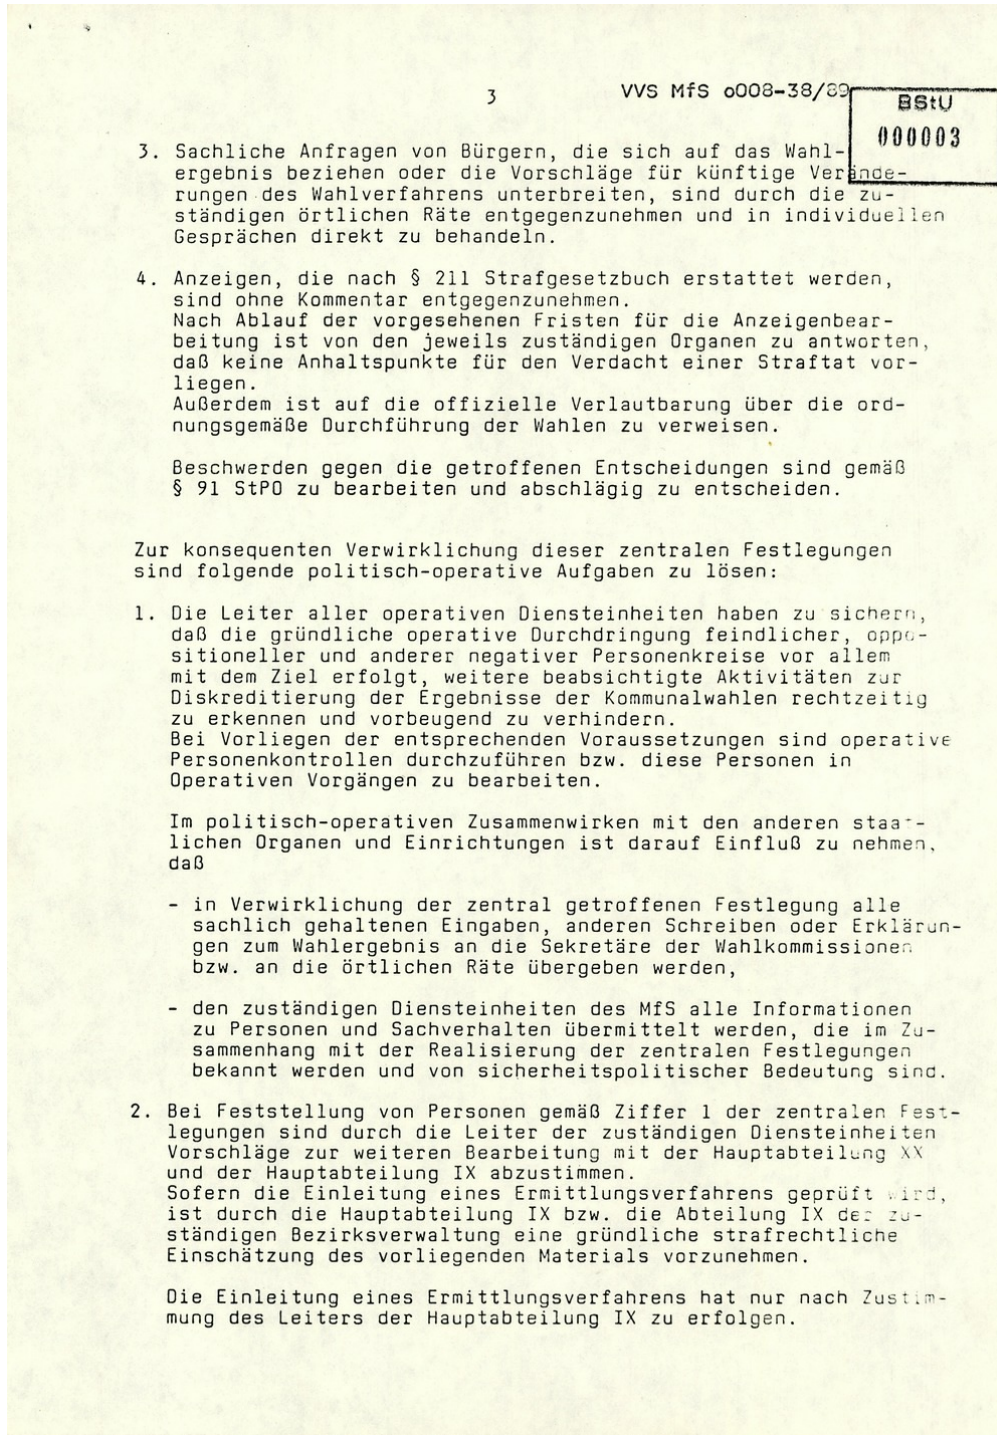 3
VVS MfS o008-38/89
BStU
000003
3. Sachliche Anfragen von Bürgern, die sich auf das Wahl-
ergebnis beziehen oder die Vorschläge für künftige Verände-
rungen des Wahlverfahrens unterbreiten, sind durch die zu-
ständigen örtlichen Räte entgegenzunehmen und in individuellen
Gesprächen direkt zu behandeln.
4. Anzeigen, die nach § 211 Strafgesetzbuch erstattet werden,
sind ohne Kommentar entgegenzunehmen.
Nach Ablauf der vorgesehenen Fristen für die Anzeigenbear-
beitung ist von den jeweils zuständigen Organen zu antworten,
daß keine Anhaltspunkte für den Verdacht einer Straftat vor-
liegen.
Außerdem ist auf die offizielle Verlautbarung über die ord-
nungsgemäße Durchführung der Wahlen zu verweisen.
Beschwerden gegen die getroffenen Entscheidungen sind gemäß
§ 91 StPO zu bearbeiten und abschlägig zu entscheiden.
Zur konsequenten Verwirklichung dieser zentralen Festlegungen
sind folgende politisch-operative Aufgaben zu lösen:
1. Die Leiter aller operativen Diensteinheiten haben zu sichern,
daß die gründliche operative Durchdringung feindlicher, oppo-
sitioneller und anderer negativer Personenkreise vor allem
mit dem Ziel erfolgt, weitere beabsichtigte Aktivitäten zur
Diskreditierung der Ergebnisse der Kommunalwahlen rechtzeitig
zu erkennen und vorbeugend zu verhindern.
Bei Vorliegen der entsprechenden Voraussetzungen sind operative
Personenkontrollen durchzuführen bzw. diese Personen in
Operativen Vorgängen zu bearbeiten.
Im politisch-operativen Zusammenwirken mit den anderen staat-
lichen Organen und Einrichtungen ist darauf Einfluß zu nehmen,
daß
- in Verwirklichung der zentral getroffenen Festlegung alle
sachlich gehaltenen Eingaben, anderen Schreiben oder Erklärun-
gen zum Wahlergebnis an die Sekretäre der Wahlkommissionen
bzw. an die örtlichen Räte übergeben werden,
- den zuständigen Diensteinheiten des MfS alle Informationen
zu Personen und Sachverhalten übermittelt werden, die im Zu-
sammenhang mit der Realisierung der zentralen Festlegungen
bekannt werden und von sicherheitspolitischer Bedeutung sind.
2. Bei Feststellung von Personen gemäß Ziffer 1 der zentralen Fest-
legungen sind durch die Leiter der zuständigen Diensteinheiten
Vorschläge zur weiteren Bearbeitung mit der Hauptabteilung XX
und der Hauptabteilung IX abzustimmen.
Sofern die Einleitung eines Ermittlungsverfahrens geprüft wird,
ist durch die Hauptabteilung IX bzw. die Abteilung IX der zu-
ständigen Bezirksverwaltung eine gründliche strafrechtliche
Einschätzung des vorliegenden Materials vorzunehmen.
Die Einleitung eines Ermittlungsverfahrens hat nur nach Zustim-
mung des Leiters der Hauptabteilung IX zu erfolgen.